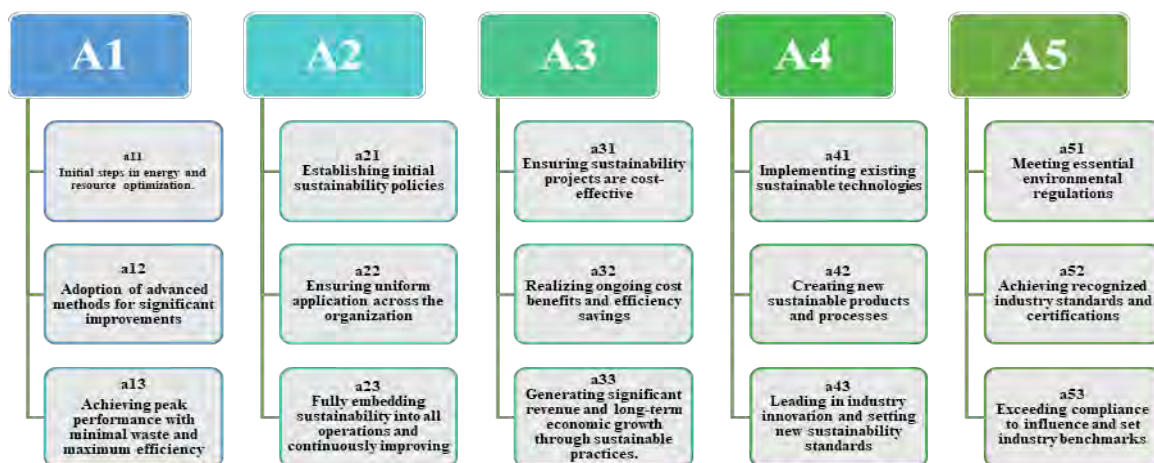 A1
a11
Initial steps in energy and
resource optimization.
a12
Adoption of advanced
methods for significant
improvements
a13
Achieving peak
performance with
minimal waste and
maximum efficiency
A2
a21
Establishing initial
sustainability policies
a22
Ensuring uniform
application across the
organization
a23
Fully embedding
sustainability into all
operations and
continuously improving
A3
a31
Ensuring sustainability
projects are cost-
effective
a32
Realizing ongoing cost
benefits and efficiency
savings
a33
Generating significant
revenue and long-term
economic growth
through sustainable
practices.
A4
a41
Implementing existing
sustainable technologies
a42
Creating new
sustainable products
and processes
a43
Leading in industry
innovation and setting
new sustainability
standards
A5
a51
Meeting essential
environmental
regulations
a52
Achieving recognized
industry standards and
certifications
a53
Exceeding compliance
to influence and set
industry benchmarks